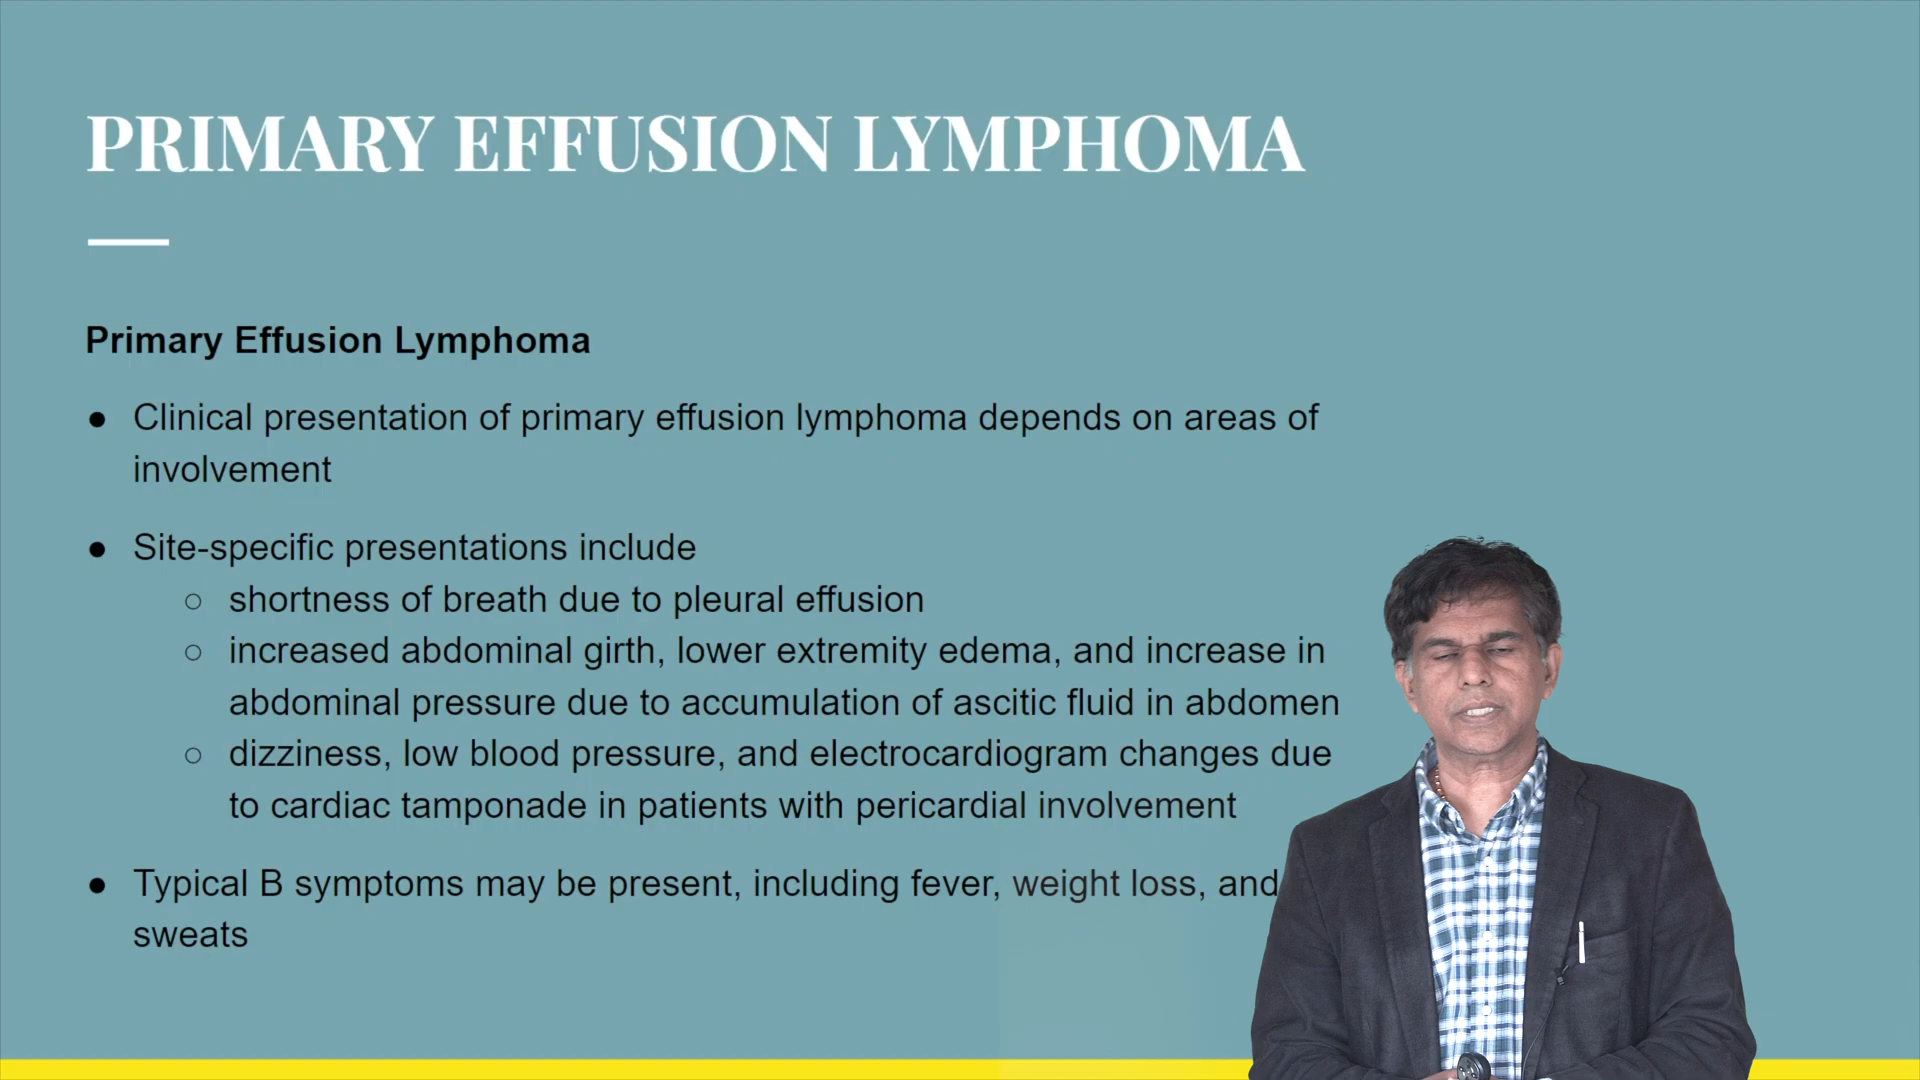 PRIMARY EFFUSION LYMPHOMA
Primary Effusion Lymphoma
● Clinical presentation of primary effusion lymphoma depends on areas of
involvement
● Site-specific presentations include
○ shortness of breath due to pleural effusion
○ increased abdominal girth, lower extremity edema, and increase in
abdominal pressure due to accumulation of ascitic fluid in abdomen
○ dizziness, low blood pressure, and electrocardiogram changes due
to cardiac tamponade in patients with pericardial involvement
● Typical B symptoms may be present, including fever, weight loss, and
sweats